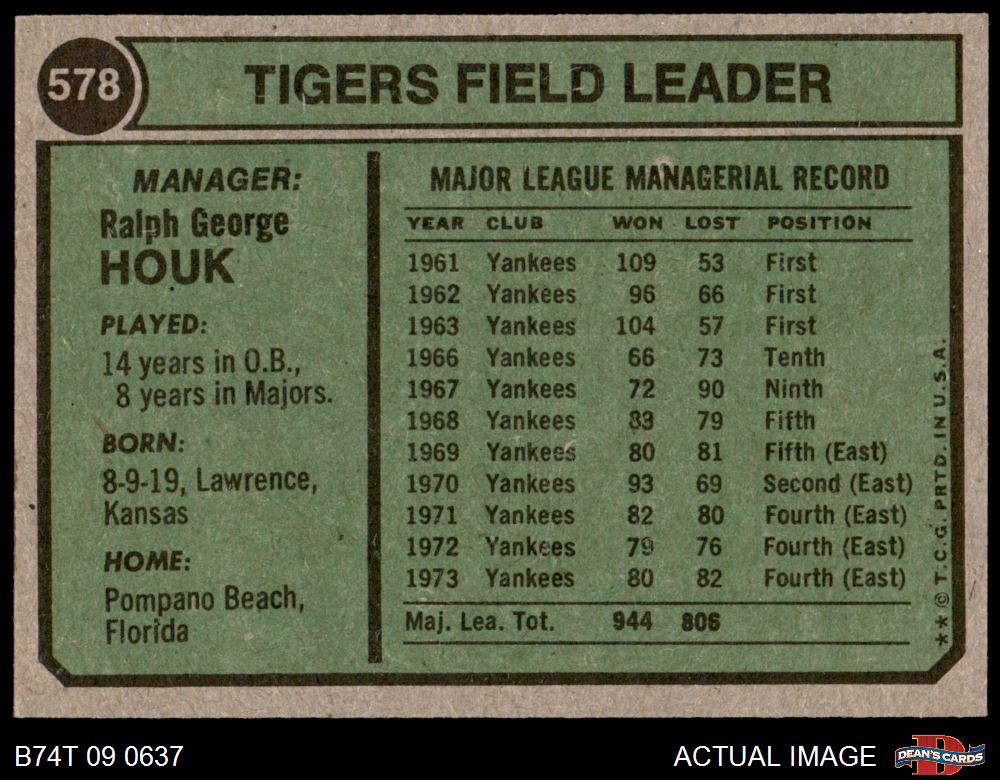 578
TIGERS FIELD LEADER
MANAGER:
Ralph George
HOUK
PLAYED:
14 years in O.B.,
8 years in Majors.
BORN:
8-9-19, Lawrence,
Kansas
HOME:
Pompano Beach,
Florida
MAJOR LEAGUE MANAGERIAL RECORD
YEAR CLUB WON LOST POSITION
1961 Yankees 109 53 First
1962 Yankees 96 66 First
1963 Yankees 104 57 First
1966 Yankees 66 73 Tenth
1967 Yankees 72 90 Ninth
1968 Yankees 83 79 Fifth
1969 Yankees 80 81 Fifth (East)
1970 Yankees 93 69 Second (East)
1971 Yankees 82 80 Fourth (East)
1972 Yankees 79 76 Fourth (East)
1973 Yankees 80 82 Fourth (East)
Maj. Lea. Tot. 944 806
** © T.C.G. PRTD. IN U.S.A.
B74T 09 0637
ACTUAL IMAGE
D
DEAN'S CARDS